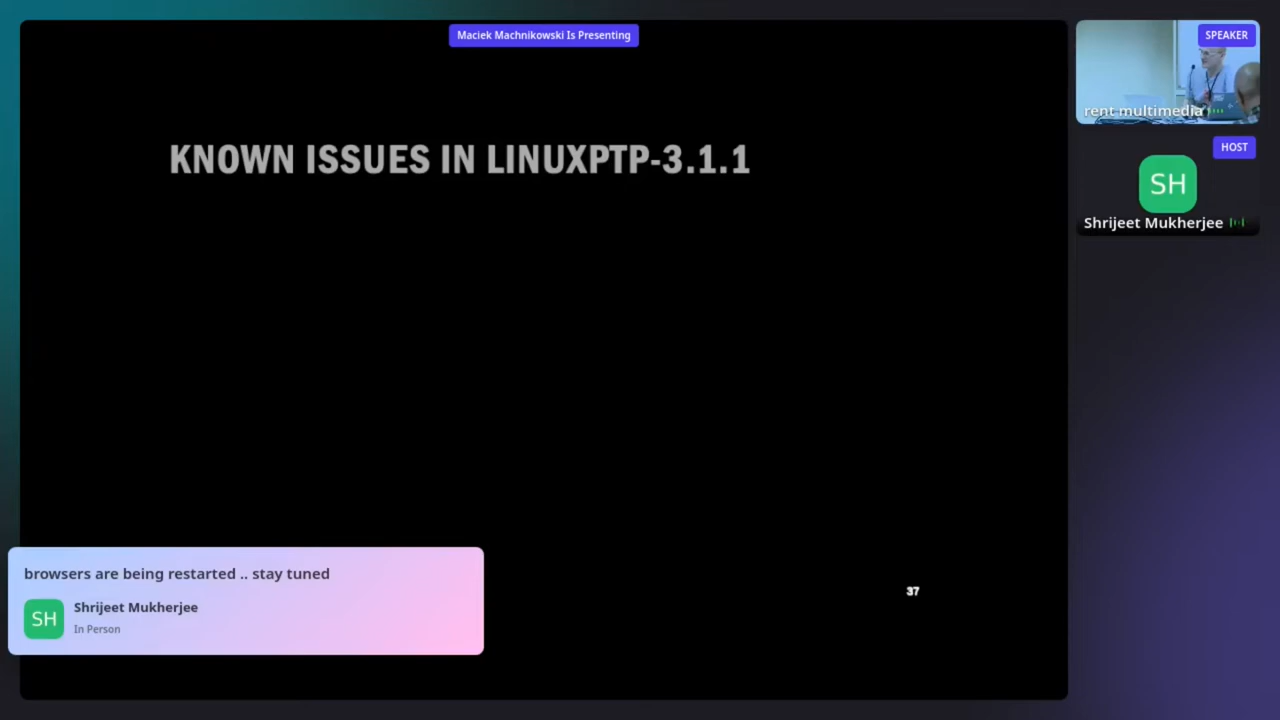 Maciek Machnikowski Is Presenting
SPEAKER
rent-multimedia
HOST
SH
Shrijeet Mukherjee
KNOWN ISSUES IN LINUXPTP-3.1.1
37
browsers are being restarted .. stay tuned
SH
Shrijeet Mukherjee
In Person